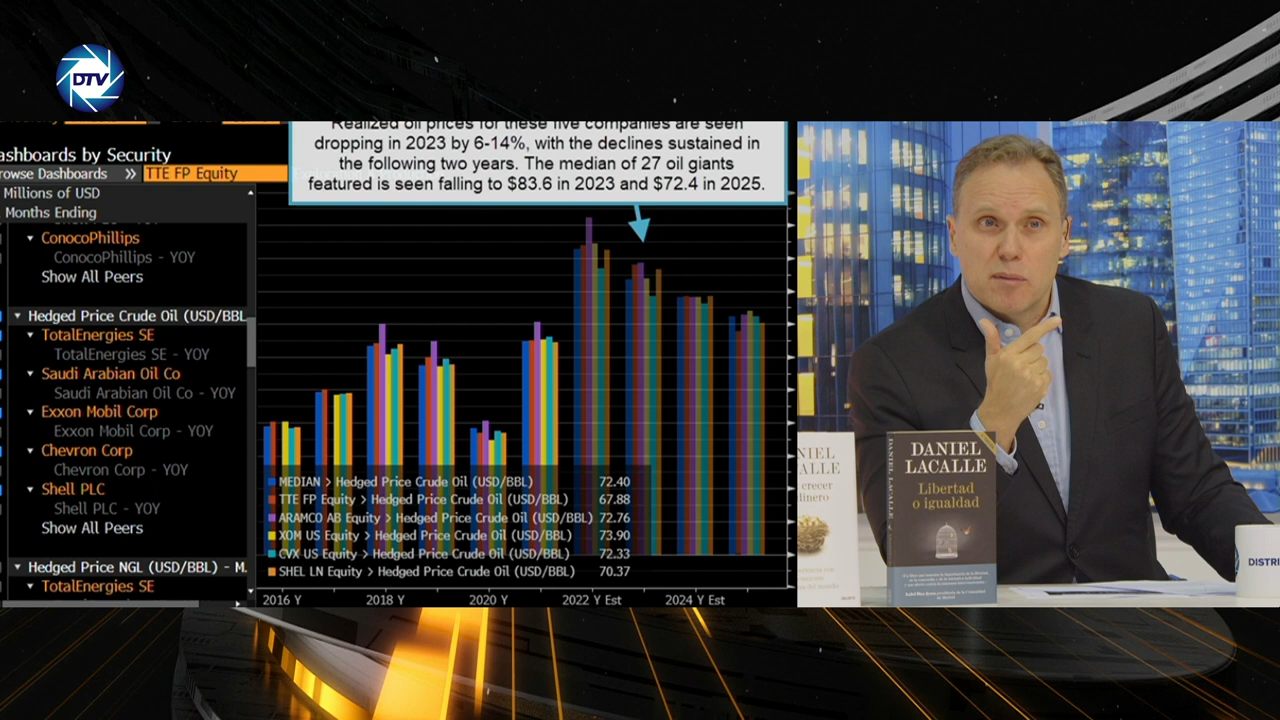 DTV
Realized oil prices for these five companies are seen
dropping in 2023 by 6-14%, with the declines sustained in
the following two years. The median of 27 oil giants
featured is seen falling to $83.6 in 2023 and $72.4 in 2025.
ashboards by Security
rowse Dashboards » TTE FP Equity
Millions of USD
Months Ending
ConocoPhillips
ConocoPhillips - YOY
Show All Peers
Hedged Price Crude Oil (USD/BBL
TotalEnergies SE
TotalEnergies SE - YOY
Saudi Arabian Oil Co
Saudi Arabian Oil Co - YOY
Exxon Mobil Corp
Exxon Mobil Corp - YOY
Chevron Corp
Chevron Corp - YOY
Shell PLC
Shell PLC - YOY
Show All Peers
Hedged Price NGL (USD/BBL) - M.
TotalEnergies SE
MEDIAN > Hedged Price Crude Oil (USD/BBL) 72.40
TTE FP Equity > Hedged Price Crude Oil (USD/BBL) 67.88
ARAMCO AB Equity > Hedged Price Crude Oil (USD/BBL) 72.76
XOM US Equity > Hedged Price Crude Oil (USD/BBL) 73.90
CVX US Equity > Hedged Price Crude Oil (USD/BBL) 72.33
SHEL LN Equity > Hedged Price Crude Oil (USD/BBL) 70.37
2016 Y 2018 Y 2020 Y 2022 Y Est 2024 Y Est
NIEL
CALLE
crecer
dinero
DANIEL
LACALLE
Libertad
o igualdad
DANIEL LACALLE
DISTRI